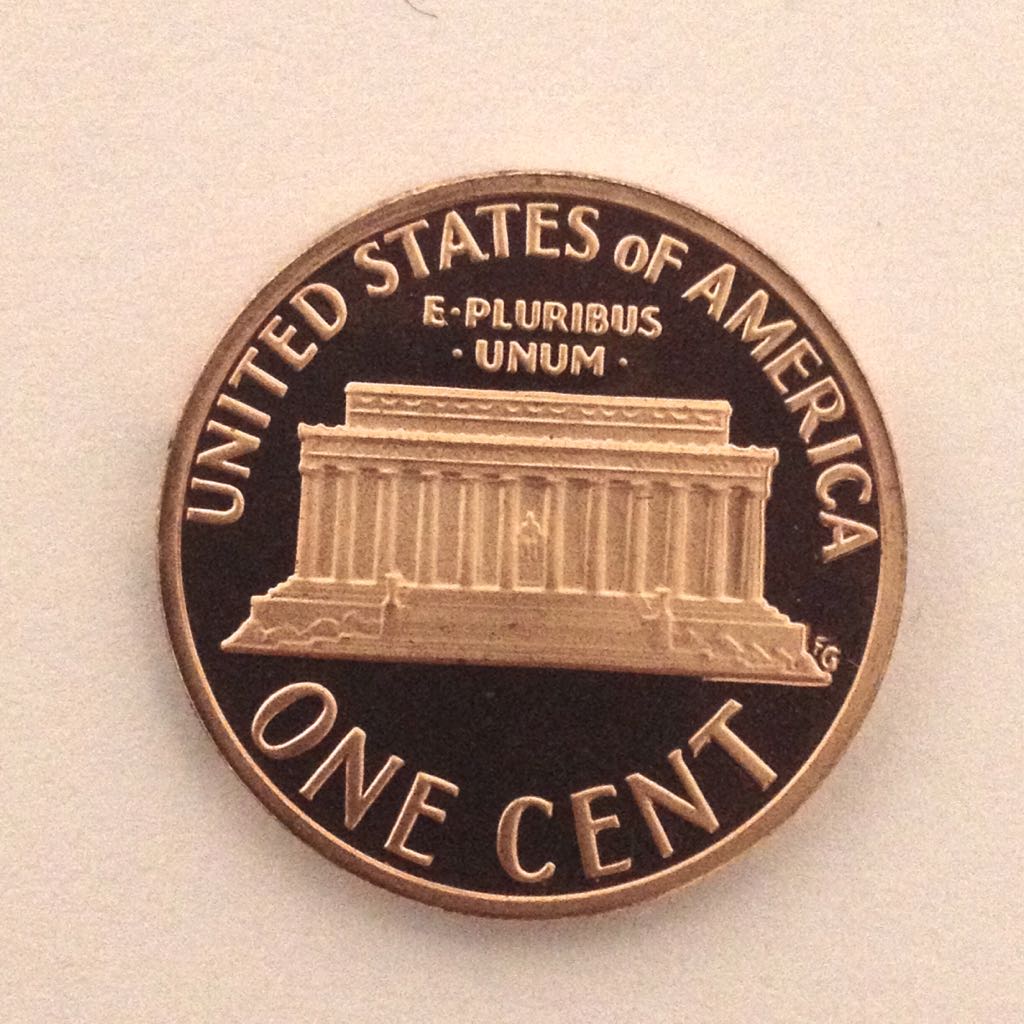 UNITED STATES oF AMERICA
E·PLURIBUS
·UNUM·
FG
ONE CENT